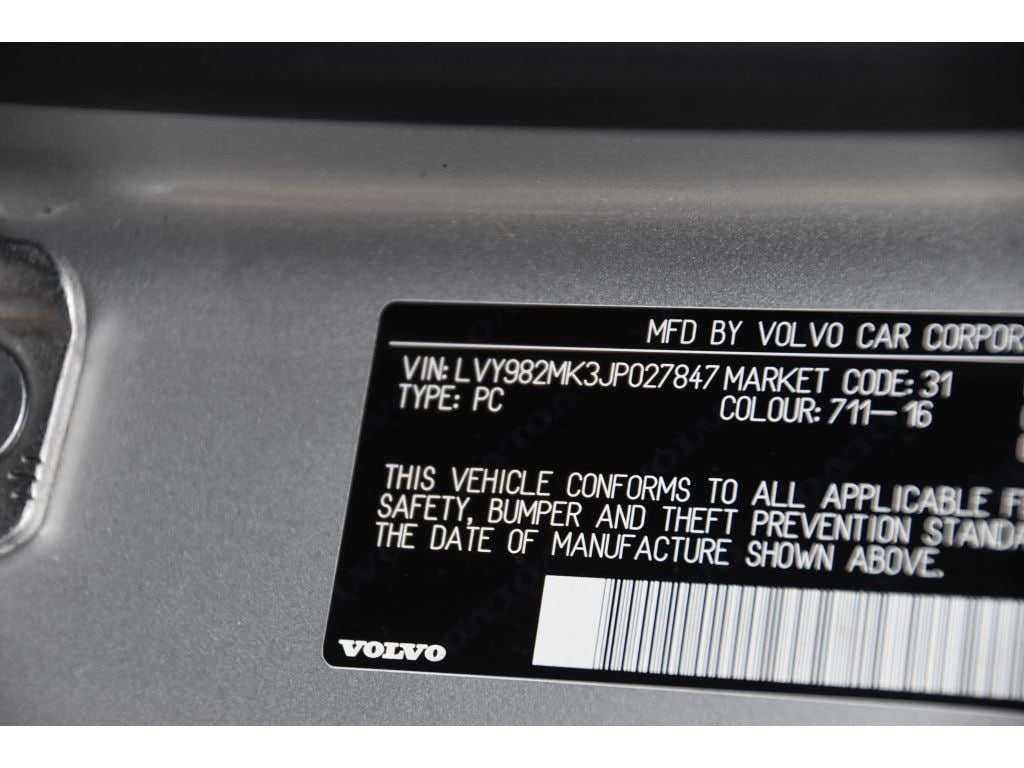 MFD BY VOLVO CAR CORPOR
VIN: LVY982MK3JP027847 MARKET CODE: 31
TYPE: PC COLOUR: 711-16
THIS VEHICLE CONFORMS TO ALL APPLICABLE F
SAFETY, BUMPER AND THEFT PREVENTION STANDA
THE DATE OF MANUFACTURE SHOWN ABOVE.
VOLVO